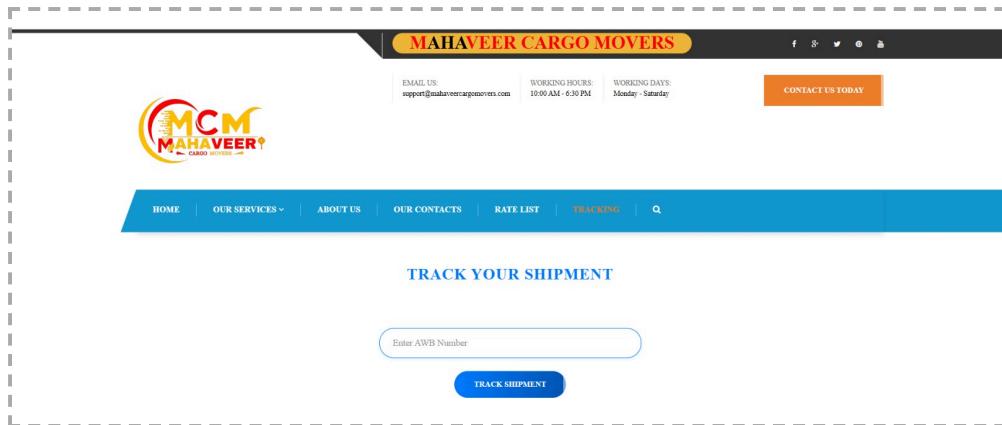 MAHAVEER CARGO MOVERS
EMAIL US:
support@mahaveercargomovers.com
WORKING HOURS:
10:00 AM - 6:30 PM
WORKING DAYS:
Monday - Saturday
CONTACT US TODAY
MCM
MAHAVEER
CARGO MOVERS
HOME
OUR SERVICES
ABOUT US
OUR CONTACTS
RATE LIST
TRACKING
TRACK YOUR SHIPMENT
Enter AWB Number
TRACK SHIPMENT